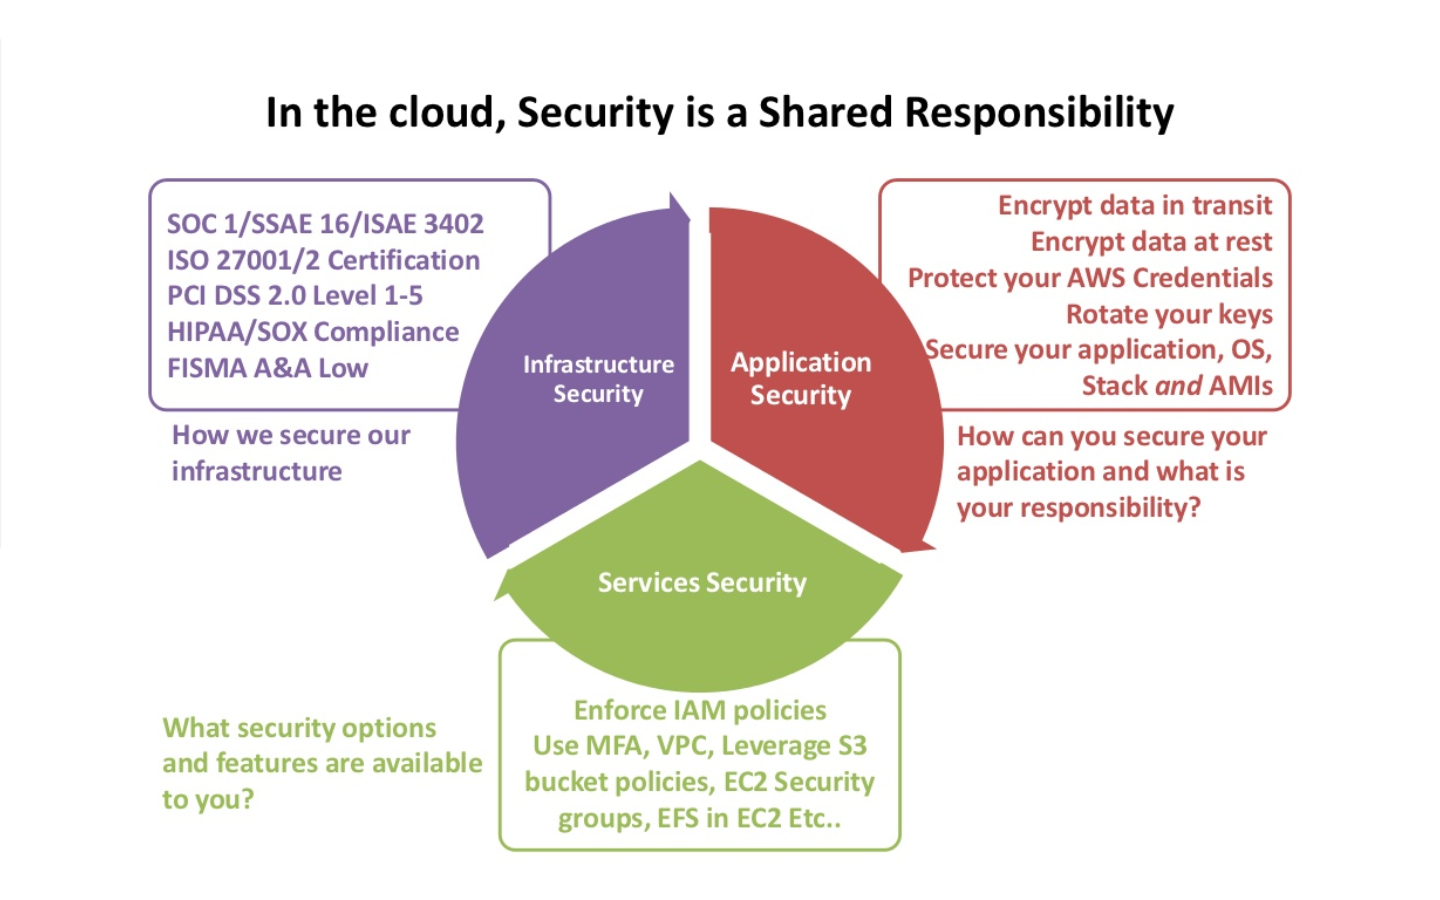 In the cloud, Security is a Shared Responsibility
SOC 1/SSAE 16/ISAE 3402
ISO 27001/2 Certification
PCI DSS 2.0 Level 1-5
HIPAA/SOX Compliance
FISMA A&A Low
How we secure our
infrastructure
Infrastructure
Security
Application
Security
Encrypt data in transit
Encrypt data at rest
Protect your AWS Credentials
Rotate your keys
Secure your application, OS,
Stack and AMIs
How can you secure your
application and what is
your responsibility?
Services Security
What security options
and features are available
to you?
Enforce IAM policies
Use MFA, VPC, Leverage S3
bucket policies, EC2 Security
groups, EFS in EC2 Etc..